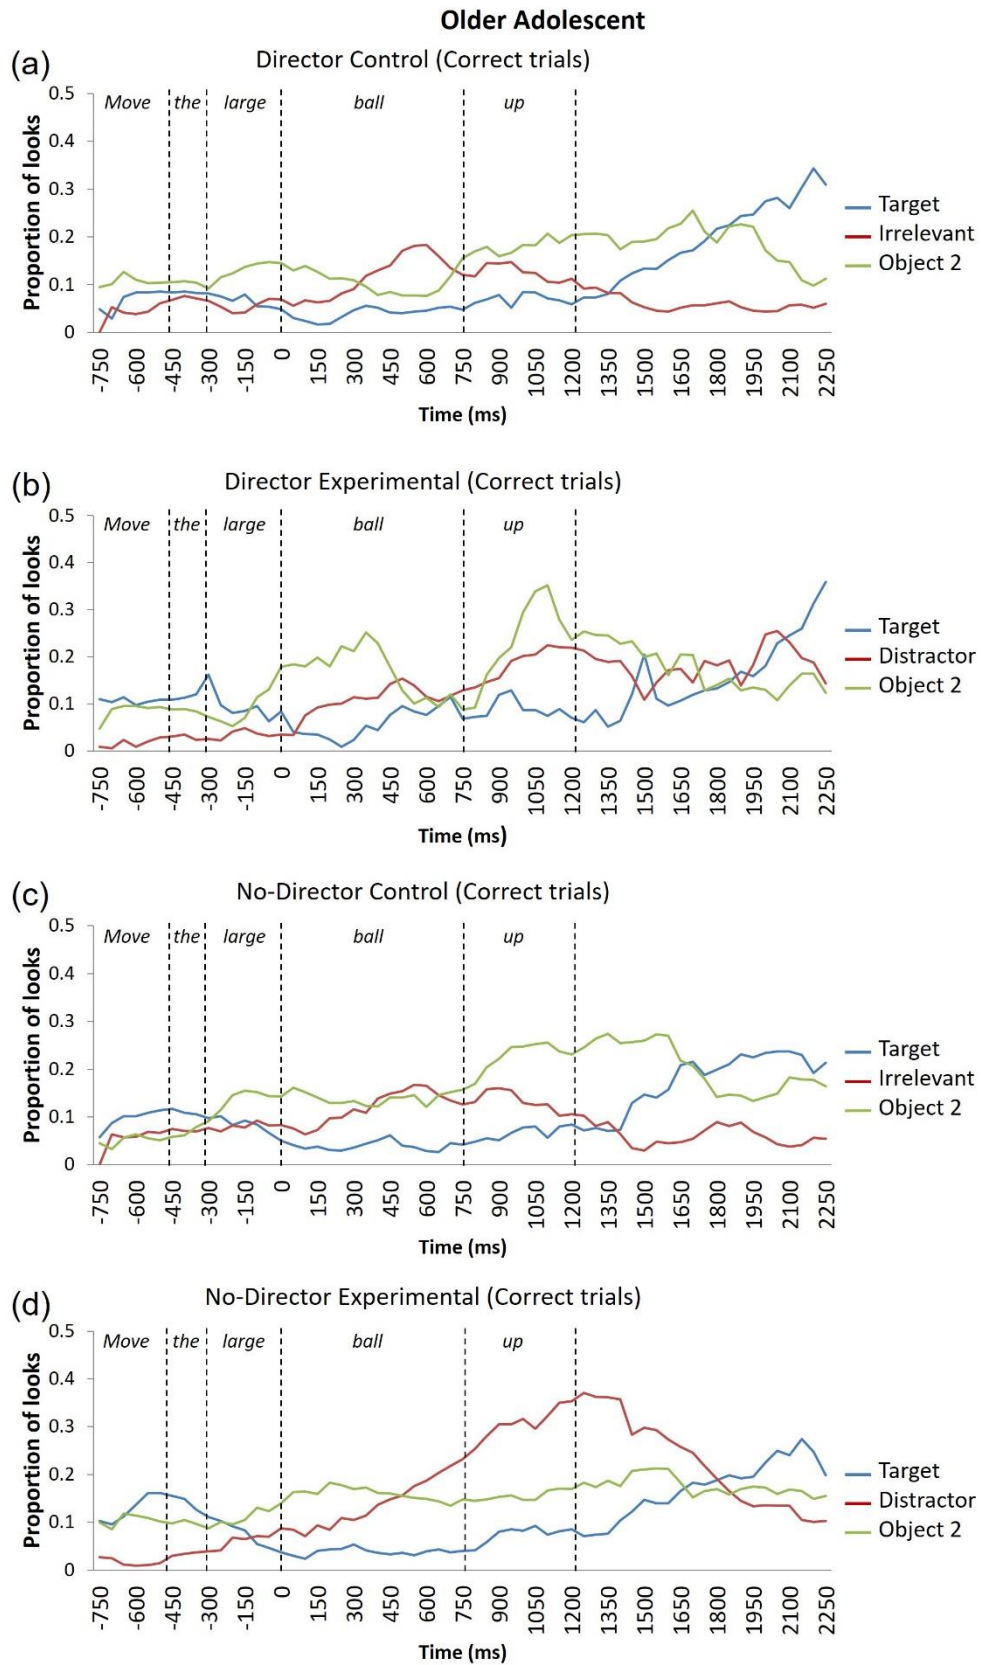 Older Adolescent
(a)
Director Control (Correct trials)
Move the large ball up
Proportion of looks
0.5
0.4
0.3
0.2
0.1
0
-750 -600 -450 -300 -150 0 150 300 450 600 750 900 1050 1200 1350 1500 1650 1800 1950 2100 2250
Time (ms)
Target
Irrelevant
Object 2
(b)
Director Experimental (Correct trials)
Move the large ball up
Proportion of looks
0.5
0.4
0.3
0.2
0.1
0
-750 -600 -450 -300 -150 0 150 300 450 600 750 900 1050 1200 1350 1500 1650 1800 1950 2100 2250
Time (ms)
Target
Distractor
Object 2
(c)
No-Director Control (Correct trials)
Move the large ball up
Proportion of looks
0.5
0.4
0.3
0.2
0.1
0
-750 -600 -450 -300 -150 0 150 300 450 600 750 900 1050 1200 1350 1500 1650 1800 1950 2100 2250
Time (ms)
Target
Irrelevant
Object 2
(d)
No-Director Experimental (Correct trials)
Move the large ball up
Proportion of looks
0.5
0.4
0.3
0.2
0.1
0
-750 -600 -450 -300 -150 0 150 300 450 600 750 900 1050 1200 1350 1500 1650 1800 1950 2100 2250
Time (ms)
Target
Distractor
Object 2